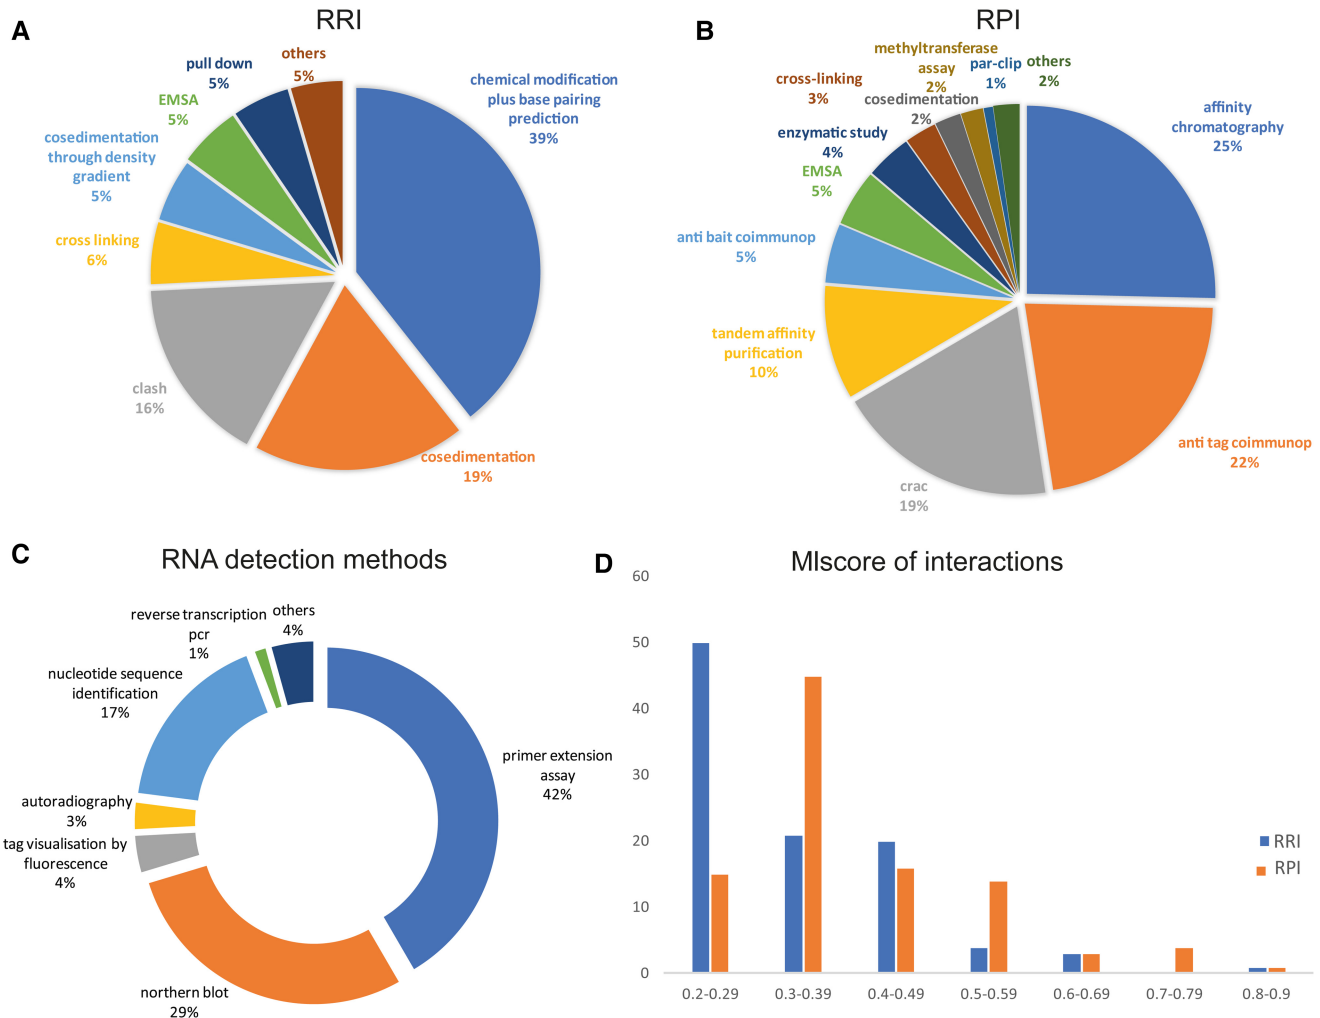 A
RRI
chemical modification
plus base pairing
prediction
39%
cosedimentation
19%
clash
16%
cross linking
6%
cosedimentation
through density
gradient
5%
EMSA
5%
pull down
5%
others
5%
B
RPI
affinity
chromatography
25%
anti tag coimmunop
22%
crac
19%
tandem affinity
purification
10%
anti bait coimmunop
5%
EMSA
5%
enzymatic study
4%
cross-linking
3%
cosedimentation
2%
methyltransferase
assay
2%
par-clip
1%
others
2%
C
RNA detection methods
primer extension
assay
42%
northern blot
29%
tag visualisation by
fluorescence
4%
autoradiography
3%
nucleotide sequence
identification
17%
reverse transcription
pcr
1%
others
4%
D
MIscore of interactions
60
50
40
30
20
10
0
0.2-0.29 0.3-0.39 0.4-0.49 0.5-0.59 0.6-0.69 0.7-0.79 0.8-0.9
RRI
RPI